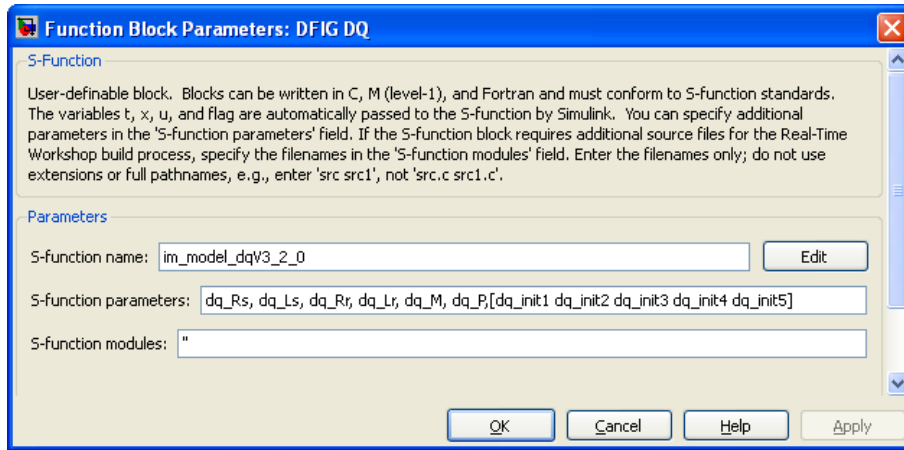 Function Block Parameters: DFIG DQ
S-Function
User-definable block. Blocks can be written in C, M (level-1), and Fortran and must conform to S-function standards.
The variables t, x, u, and flag are automatically passed to the S-function by Simulink. You can specify additional
parameters in the 'S-function parameters' field. If the S-function block requires additional source files for the Real-Time
Workshop build process, specify the filenames in the 'S-function modules' field. Enter the filenames only; do not use
extensions or full pathnames, e.g., enter 'src src1', not 'src.c src1.c'.
Parameters
S-function name: im_model_dqV3_2_0 Edit
S-function parameters: dq_Rs, dq_Ls, dq_Rr, dq_Lr, dq_M, dq_P,[dq_init1 dq_init2 dq_init3 dq_init4 dq_init5]
S-function modules: ''
OK Cancel Help Apply